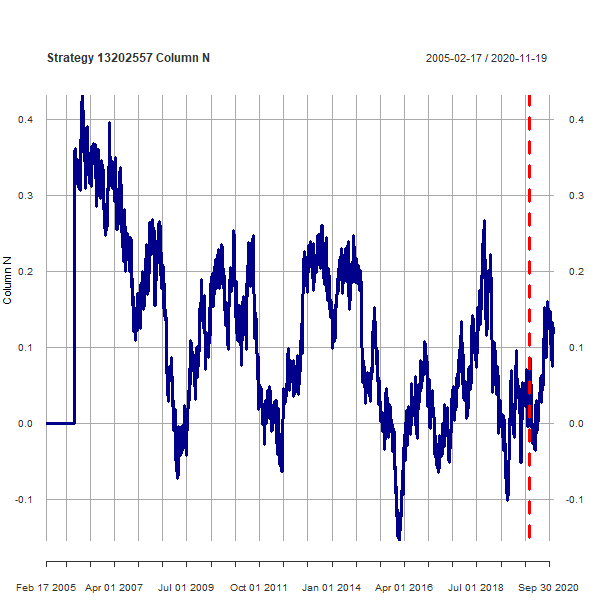 Strategy 13202557 Column N
2005-02-17 / 2020-11-19
0.4 0.4
0.3 0.3
0.2 0.2
0.1 0.1
0.0 0.0
-0.1 -0.1
Column N
Feb 17 2005 Apr 01 2007 Jul 01 2009 Oct 01 2011 Jan 01 2014 Apr 01 2016 Jul 01 2018 Sep 30 2020